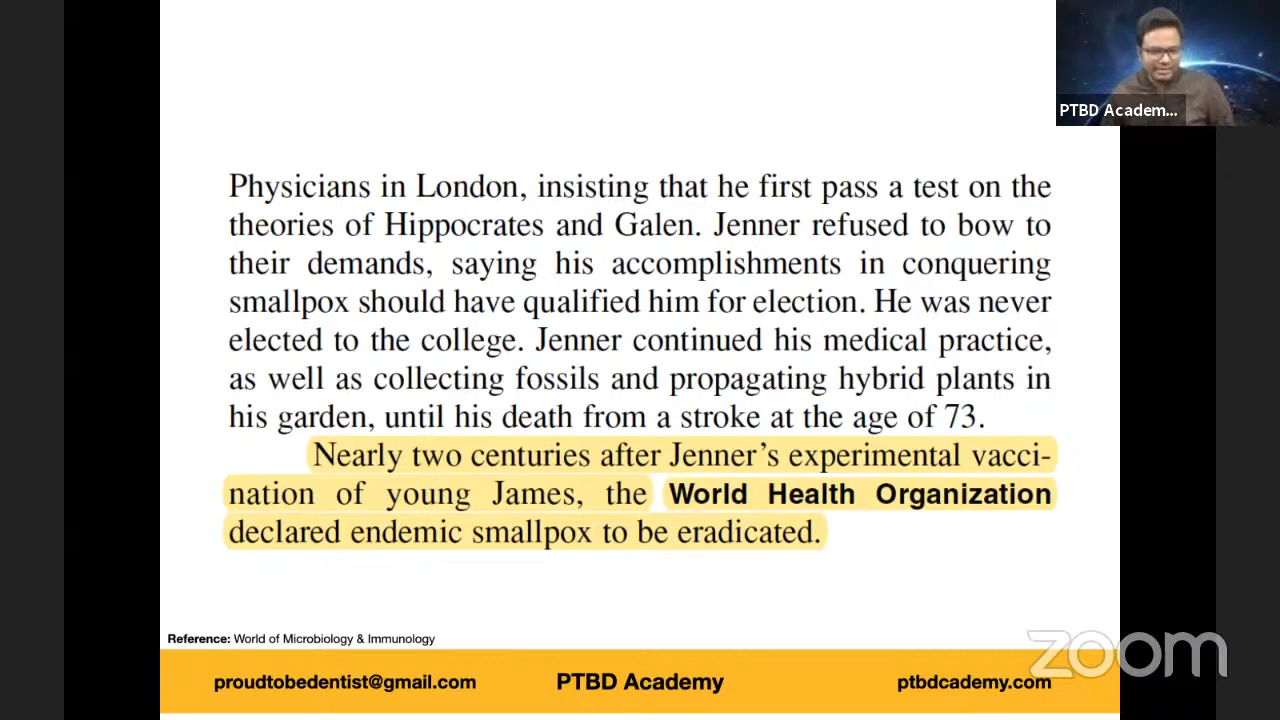 PTBD Academ...
Physicians in London, insisting that he first pass a test on the
theories of Hippocrates and Galen. Jenner refused to bow to
their demands, saying his accomplishments in conquering
smallpox should have qualified him for election. He was never
elected to the college. Jenner continued his medical practice,
as well as collecting fossils and propagating hybrid plants in
his garden, until his death from a stroke at the age of 73.
Nearly two centuries after Jenner’s experimental vacci-
nation of young James, the World Health Organization
declared endemic smallpox to be eradicated.
Reference: World of Microbiology & Immunology
zoom
proudtobedentist@gmail.com PTBD Academy ptbdcademy.com